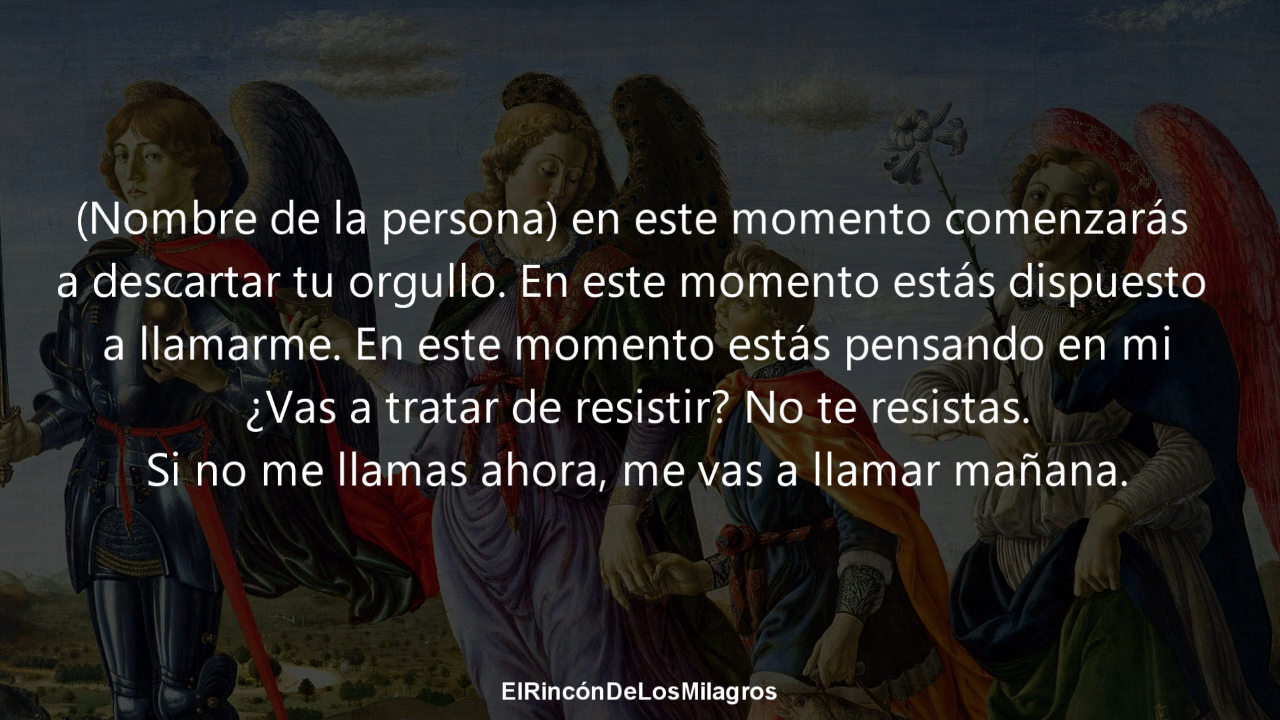 (Nombre de la persona) en este momento comenzarás
a descartar tu orgullo. En este momento estás dispuesto
a llamarme. En este momento estás pensando en mi
¿Vas a tratar de resistir? No te resistas.
Si no me llamas ahora, me vas a llamar mañana.
ElRincónDeLosMilagros